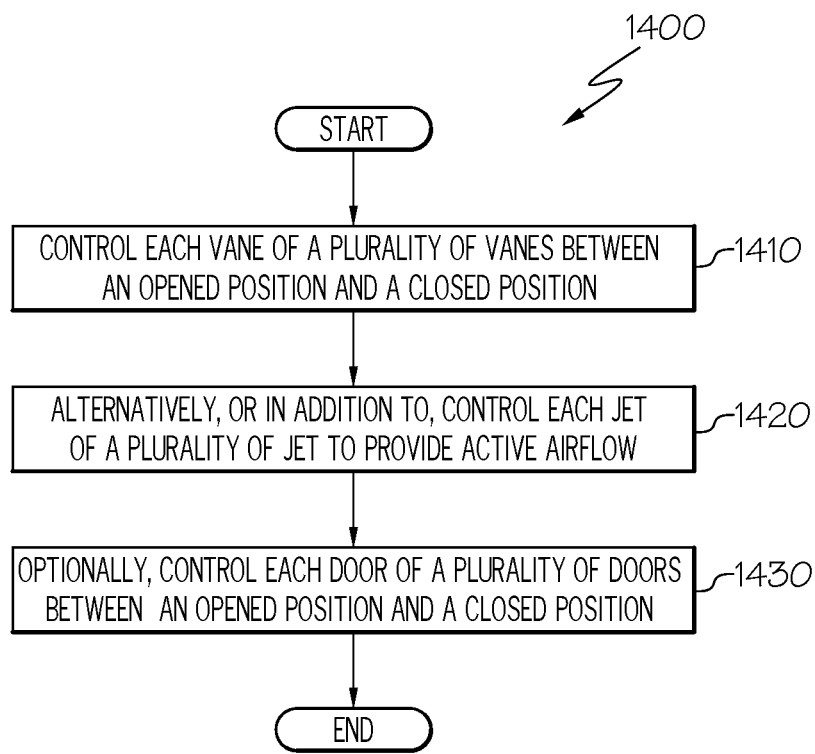 1400
START
CONTROL EACH VANE OF A PLURALITY OF VANES BETWEEN
AN OPENED POSITION AND A CLOSED POSITION
1410
ALTERNATIVELY, OR IN ADDITION TO, CONTROL EACH JET
OF A PLURALITY OF JET TO PROVIDE ACTIVE AIRFLOW
1420
OPTIONALLY, CONTROL EACH DOOR OF A PLURALITY OF DOORS
BETWEEN AN OPENED POSITION AND A CLOSED POSITION
1430
END